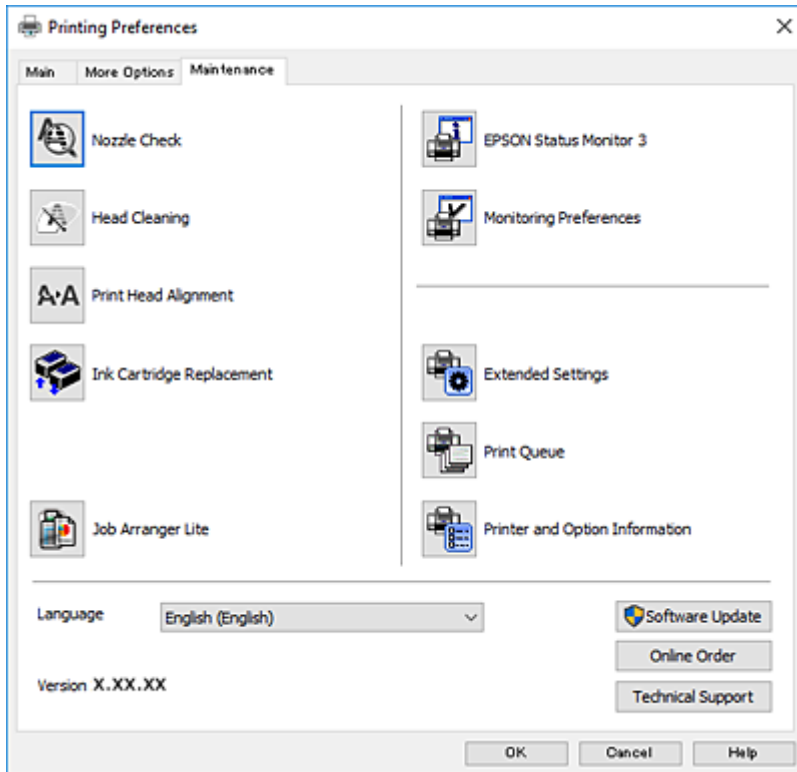 Printing Preferences
Main More Options Maintenance
Nozzle Check
Head Cleaning
A A Print Head Alignment
Ink Cartridge Replacement
Job Arranger Lite
EPSON Status Monitor 3
Monitoring Preferences
Extended Settings
Print Queue
Printer and Option Information
Language English (English)
Version X.XX.XX
Software Update
Online Order
Technical Support
OK Cancel Help